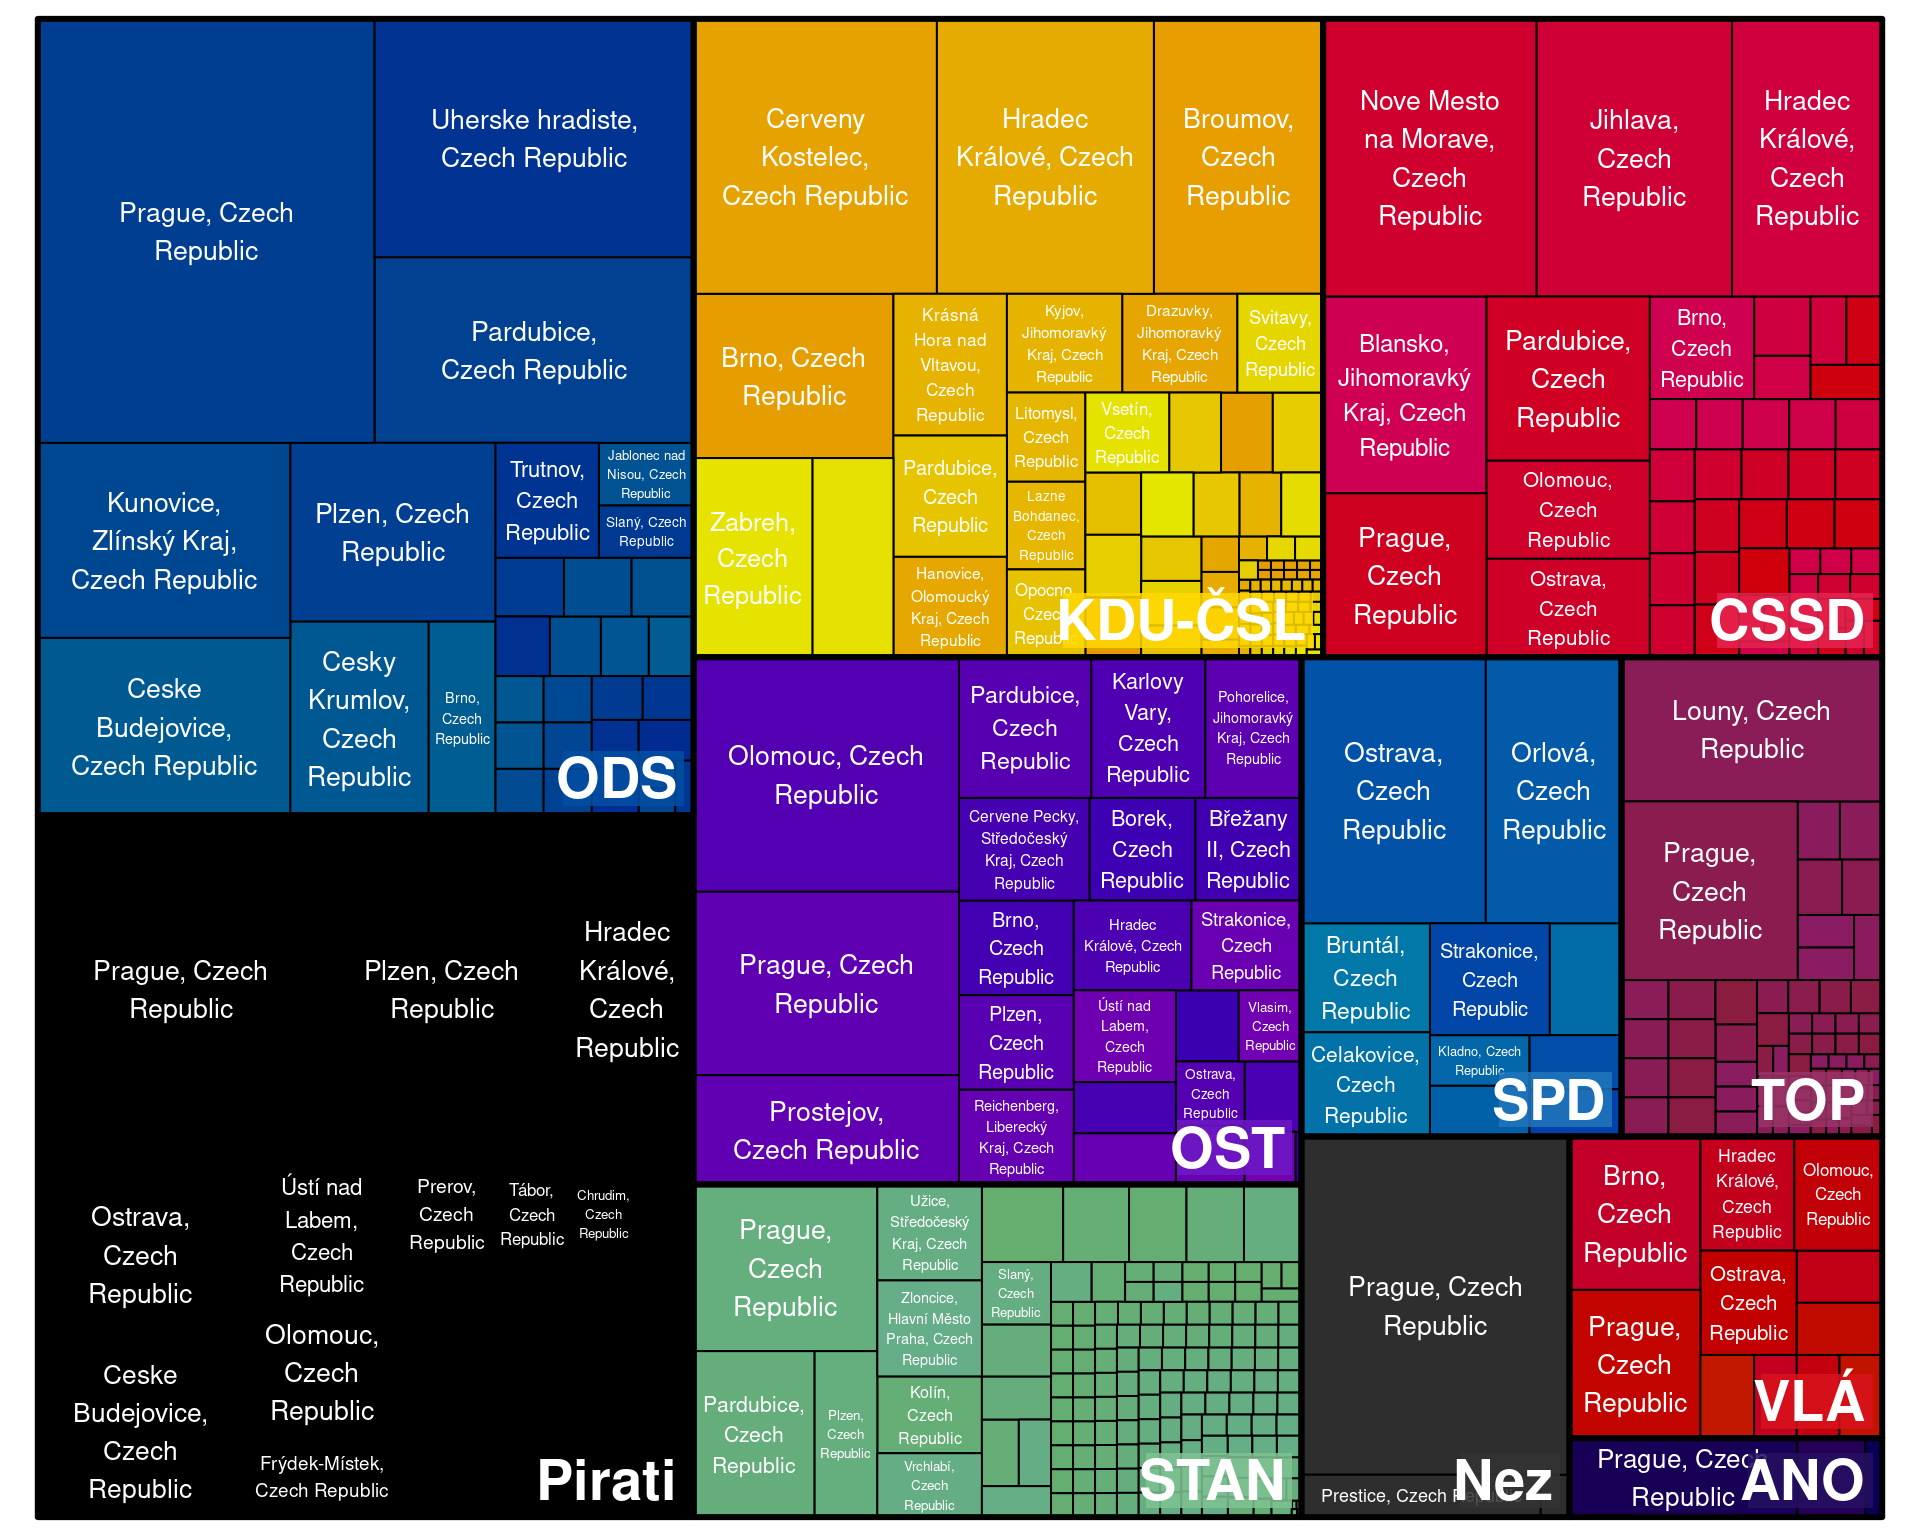 Prague, Czech
Republic
Uherske hradiste,
Czech Republic
Pardubice,
Czech Republic
Kunovice,
Zlínský Kraj,
Czech Republic
Plzen, Czech
Republic
Trutnov,
Czech
Republic
Jablonec nad
Nisou, Czech
Republic
Slaný, Czech
Republic
Ceske
Budejovice,
Czech Republic
Cesky
Krumlov,
Czech
Republic
Brno,
Czech
Republic
ODS
Cerveny
Kostelec,
Czech Republic
Hradec
Králové, Czech
Republic
Broumov,
Czech
Republic
Brno, Czech
Republic
Krásná
Hora nad
Vltavou,
Czech
Republic
Kyjov,
Jihomoravký
Kraj, Czech
Republic
Drazuvky,
Jihomoravký
Kraj, Czech
Republic
Svitavy,
Czech
Republic
Litomysl,
Czech
Republic
Vsetín,
Czech
Republic
Zabreh,
Czech
Republic
Pardubice,
Czech
Republic
Lazne
Bohdanec,
Czech
Republic
Hanovice,
Olomoucký
Kraj, Czech
Republic
Opocno,
Czech
Republic
KDU-ČSL
Nove Mesto
na Morave,
Czech
Republic
Jihlava,
Czech
Republic
Hradec
Králové,
Czech
Republic
Blansko,
Jihomoravký
Kraj, Czech
Republic
Pardubice,
Czech
Republic
Brno,
Czech
Republic
Prague,
Czech
Republic
Olomouc,
Czech
Republic
Ostrava,
Czech
Republic
CSSD
Prague, Czech
Republic
Plzen, Czech
Republic
Hradec
Králové,
Czech
Republic
Ostrava,
Czech
Republic
Ústí nad
Labem,
Czech
Republic
Prerov,
Czech
Republic
Tábor,
Czech
Republic
Chrudim,
Czech
Republic
Ceske
Budejovice,
Czech
Republic
Olomouc,
Czech
Republic
Frýdek-Místek,
Czech Republic
Pirati
Olomouc, Czech
Republic
Pardubice,
Czech
Republic
Karlovy
Vary,
Czech
Republic
Pohorelice,
Jihomoravký
Kraj, Czech
Republic
Cervene Pecky,
Středočeský
Kraj, Czech
Republic
Borek,
Czech
Republic
Břežany
II, Czech
Republic
Prague, Czech
Republic
Brno,
Czech
Republic
Hradec
Králové, Czech
Republic
Strakonice,
Czech
Republic
Plzen,
Czech
Republic
Ústí nad
Labem,
Czech
Republic
Vlasim,
Czech
Republic
Prostejov,
Czech Republic
Reichenberg,
Liberecký
Kraj, Czech
Republic
Ostrava,
Czech
Republic
OST
Ostrava,
Czech
Republic
Orlová,
Czech
Republic
Bruntál,
Czech
Republic
Strakonice,
Czech
Republic
Celakovice,
Czech
Republic
Kladno, Czech
Republic
SPD
Louny, Czech
Republic
Prague,
Czech
Republic
TOP
Prague,
Czech
Republic
Užice,
Středočeský
Kraj, Czech
Republic
Zloncice,
Hlavní Město
Praha, Czech
Republic
Slaný,
Czech
Republic
Pardubice,
Czech
Republic
Plzen,
Czech
Republic
Kolín,
Czech
Republic
Vrchlabí,
Czech
Republic
STAN
Prague, Czech
Republic
Prestice, Czech Republic
Nez
Brno,
Czech
Republic
Hradec
Králové,
Czech
Republic
Olomouc,
Czech
Republic
Prague,
Czech
Republic
Ostrava,
Czech
Republic
VLÁ
Prague, Czech
Republic
ANO